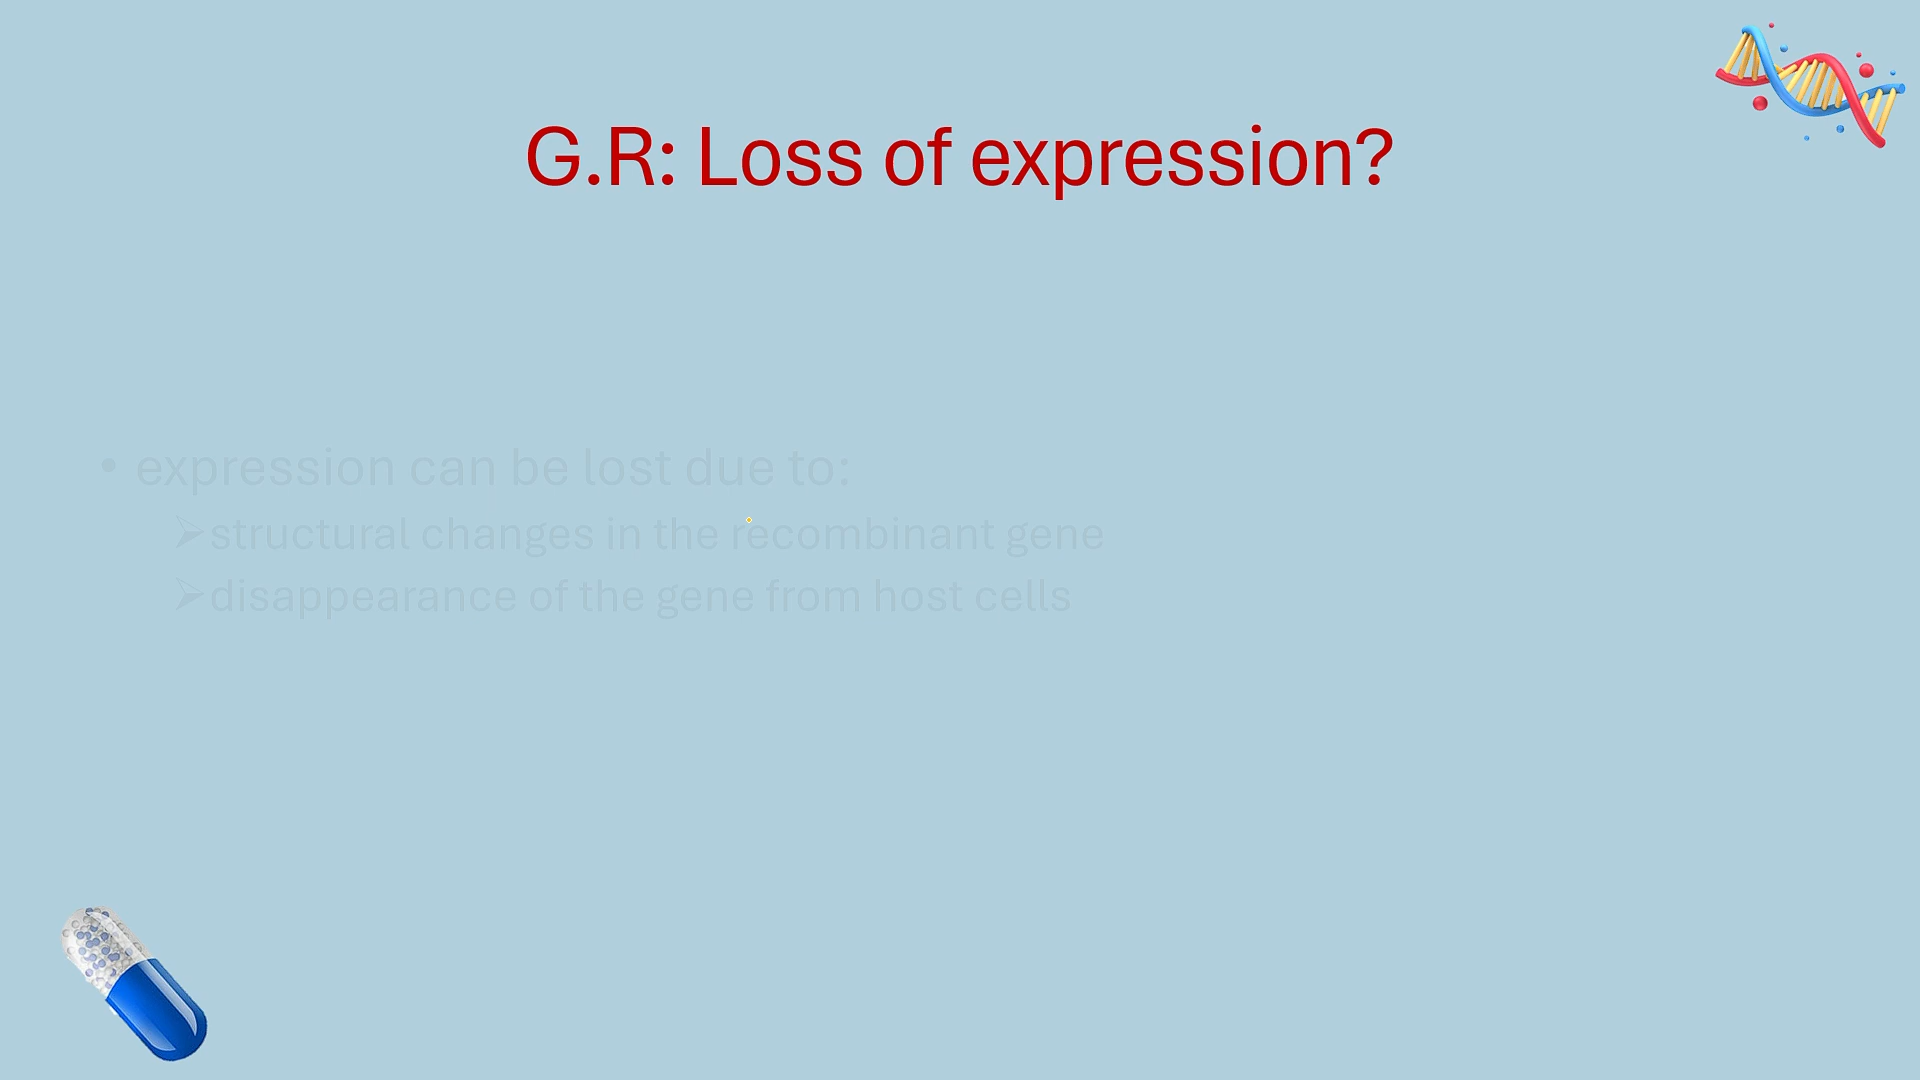 G.R: Loss of expression?
• expression can be lost due to:
➢structural changes in the recombinant gene
➢disappearance of the gene from host cells